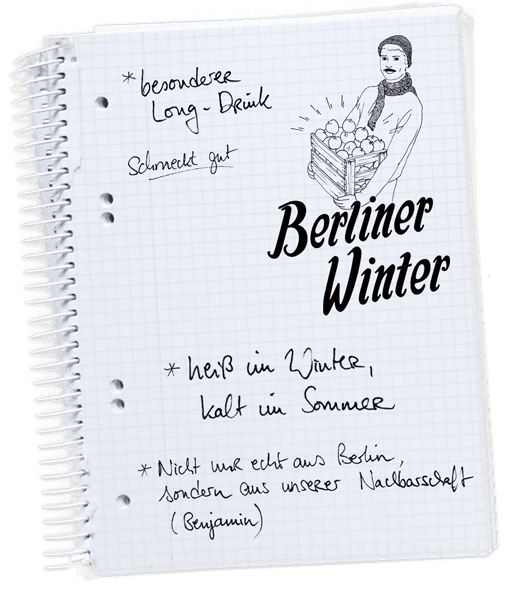 * besonderer
Long-Drink
Schmeckt gut
Berliner
Winter
* heiß im Winter,
kalt im Sommer
* Nicht nur echt aus Berlin,
sondern aus unserer Nachbarschaft
(Benjamin)